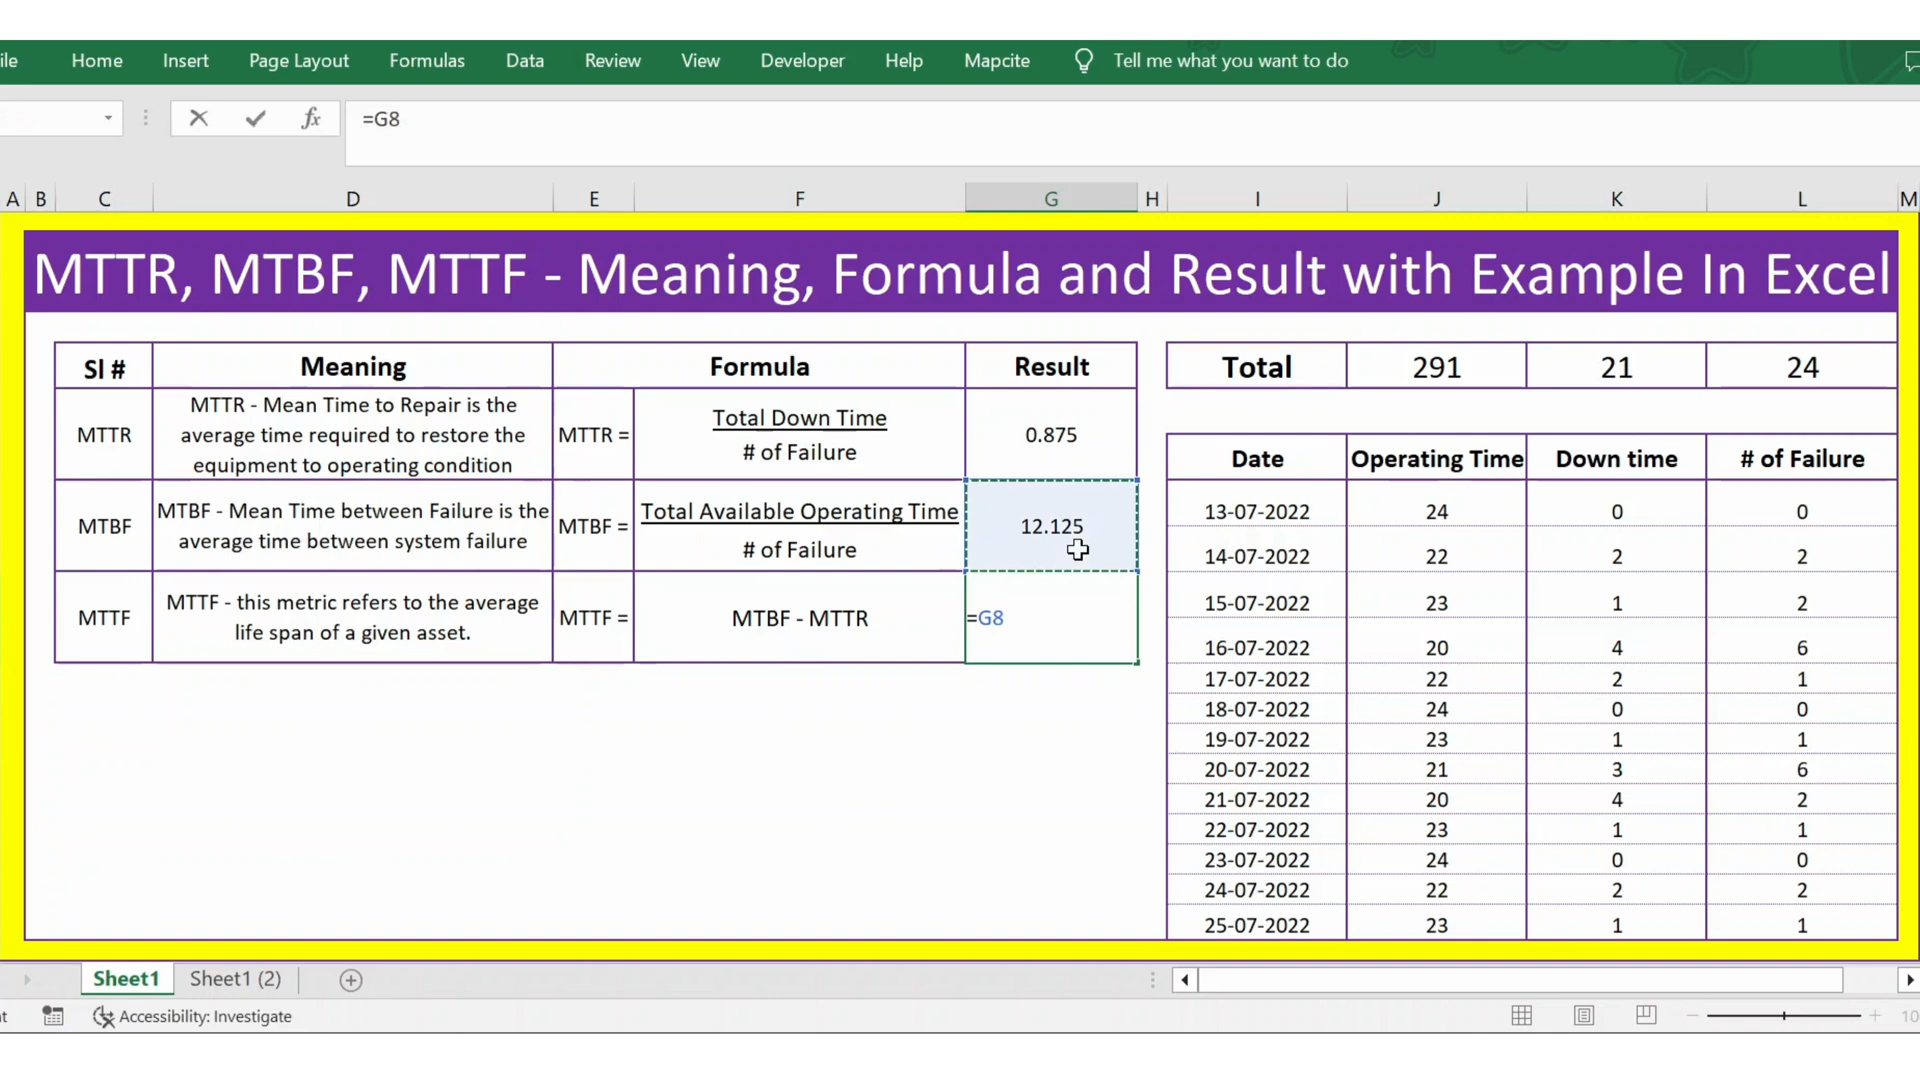 ile Home Insert Page Layout Formulas Data Review View Developer Help Mapcite Tell me what you want to do
fx =G8
A B C D E F G H I J K L M
MTTR, MTBF, MTTF - Meaning, Formula and Result with Example In Excel
Sl # Meaning Formula Result
MTTR
MTTR - Mean Time to Repair is the
average time required to restore the
equipment to operating condition
MTTR =
Total Down Time
# of Failure
0.875
MTBF
MTBF - Mean Time between Failure is the
average time between system failure
MTBF =
Total Available Operating Time
# of Failure
12.125
MTTF
MTTF - this metric refers to the average
life span of a given asset.
MTTF =
MTBF - MTTR
=G8
Total 291 21 24
Date Operating Time Down time # of Failure
13-07-2022 24 0 0
14-07-2022 22 2 2
15-07-2022 23 1 2
16-07-2022 20 4 6
17-07-2022 22 2 1
18-07-2022 24 0 0
19-07-2022 23 1 1
20-07-2022 21 3 6
21-07-2022 20 4 2
22-07-2022 23 1 1
23-07-2022 24 0 0
24-07-2022 22 2 2
25-07-2022 23 1 1
Sheet1 Sheet1 (2)
Accessibility: Investigate